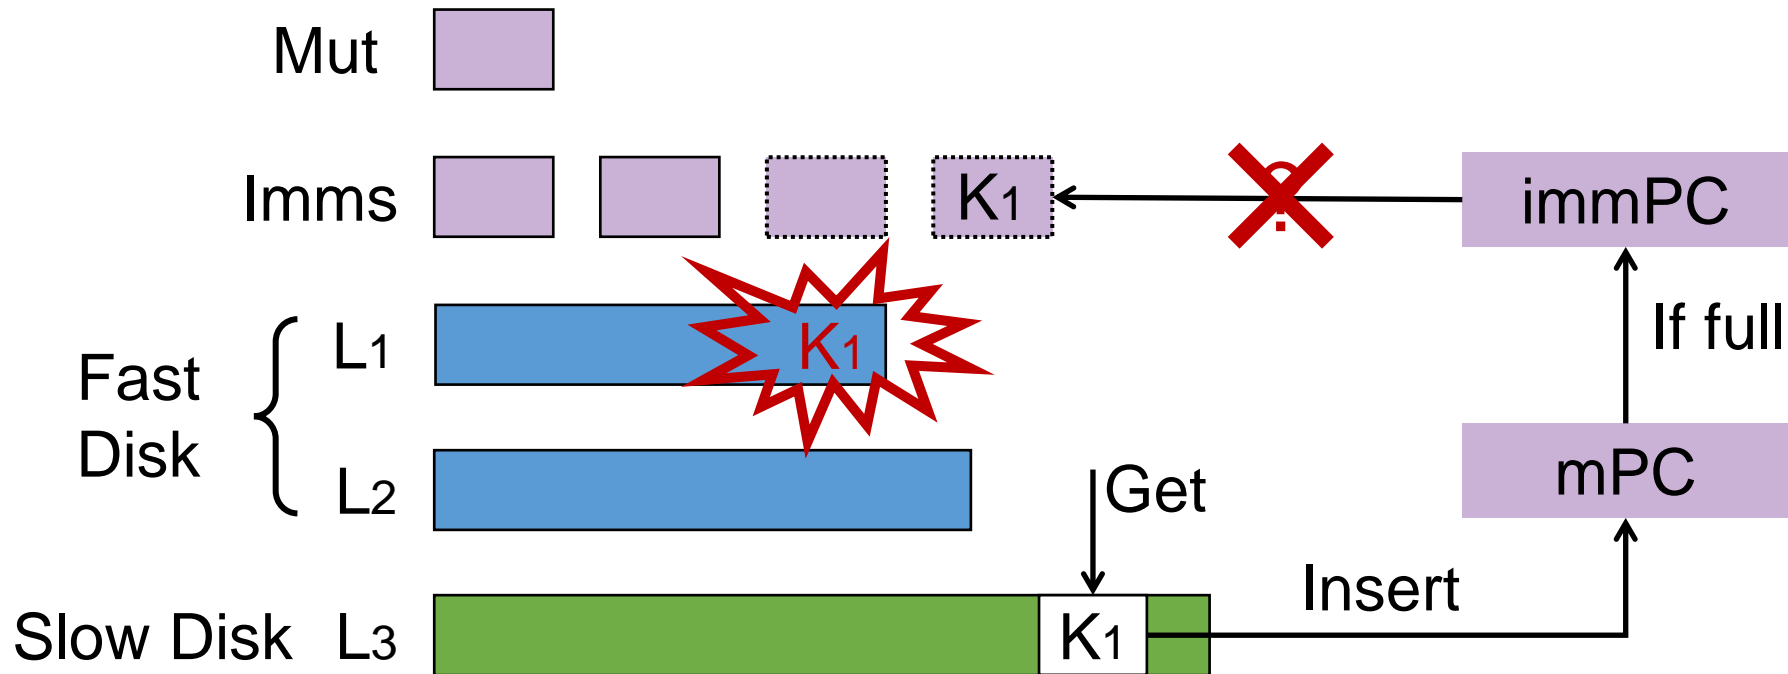 Mut
Imms
K1
immPC
?
L1
K1
Fast
Disk
If full
L2
Get
mPC
Insert
Slow Disk
L3
K1